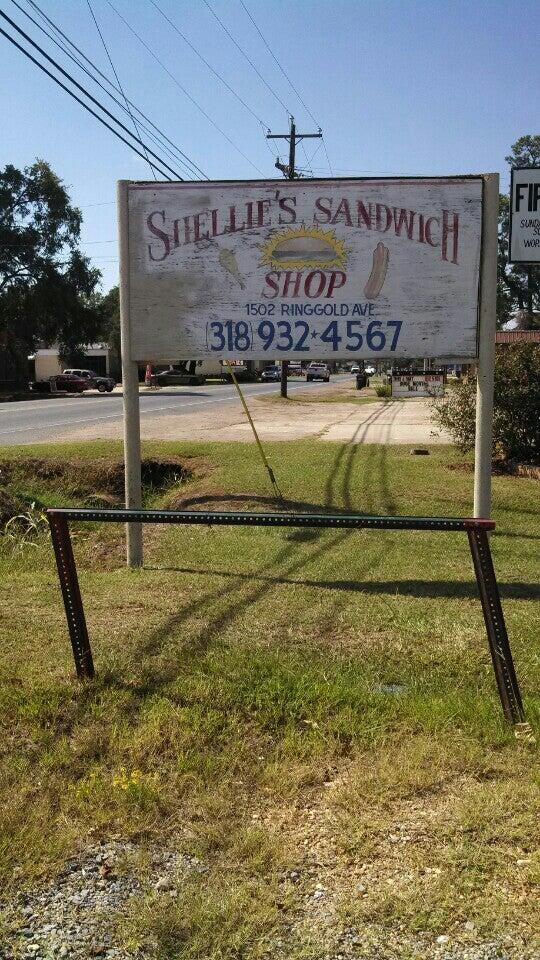 SHELLIE'S SANDWICH
SHOP
1502 RINGGOLD AVE.
(318) 932★4567